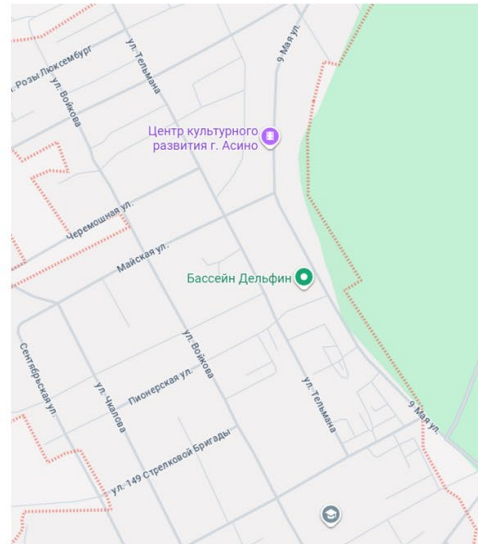 9 Мая ул.
ул. Тельмана
. Розы Люксембург
ул. Войкова
Центр культурного
развития г. Асино
Черемошная ул.
Майская ул.
Бассейн Дельфин
Сентябрьская ул.
ул. Войкова
Пионерская ул.
ул. Чкалова
ул. Тельмана
9 Мая ул.
ул. 149 Стрелковой Бригады